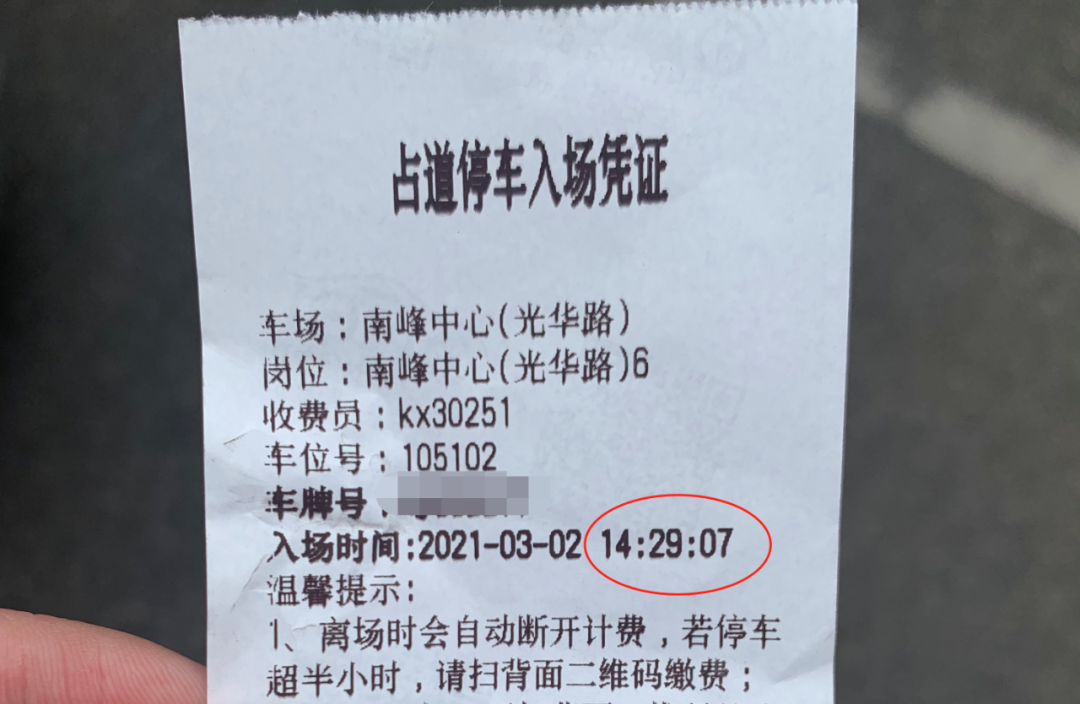 占道停车入场凭证
车场:南峰中心(光华路)
岗位:南峰中心(光华路)6
收费员:kx30251
车位号:105102
车牌号:
入场时间:2021-03-02 14:29:07
温馨提示:
1、离场时会自动断开计费,若停车
超半小时,请扫背面二维码缴费;